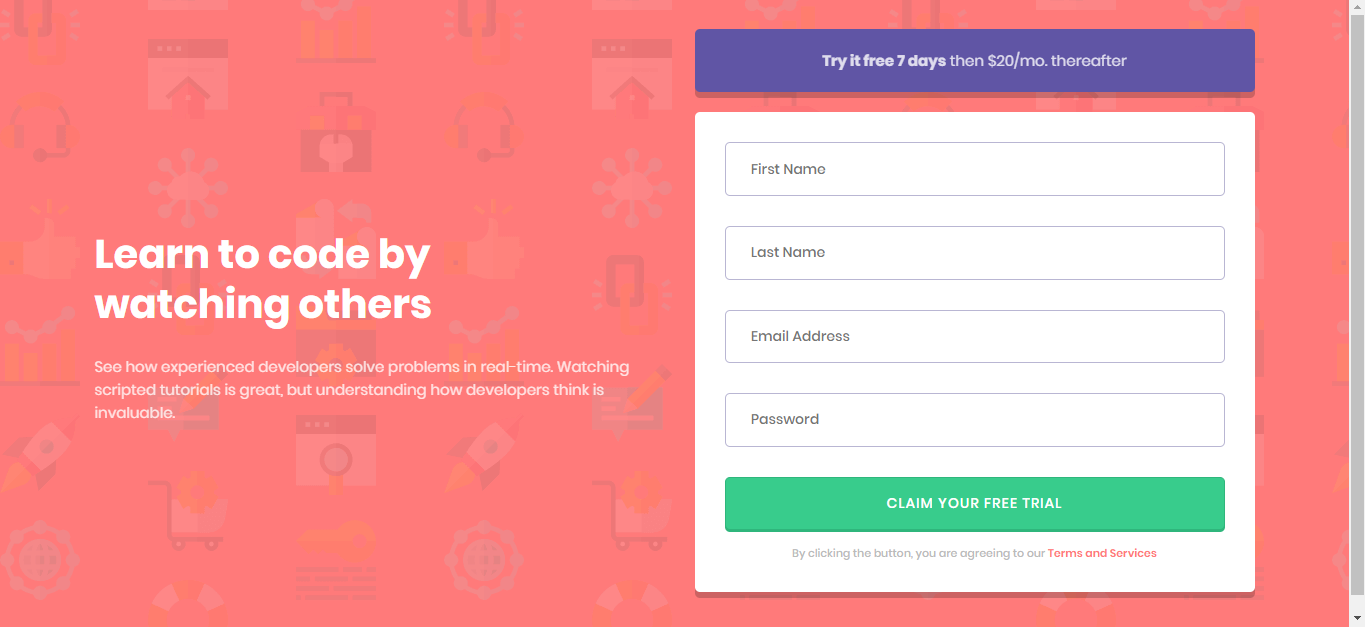 Learn to code by
watching others
See how experienced developers solve problems in real-time. Watching
scripted tutorials is great, but understanding how developers think is
invaluable.
Try it free 7 days then $20/mo. thereafter
First Name
Last Name
Email Address
Password
CLAIM YOUR FREE TRIAL
By clicking the button, you are agreeing to our Terms and Services